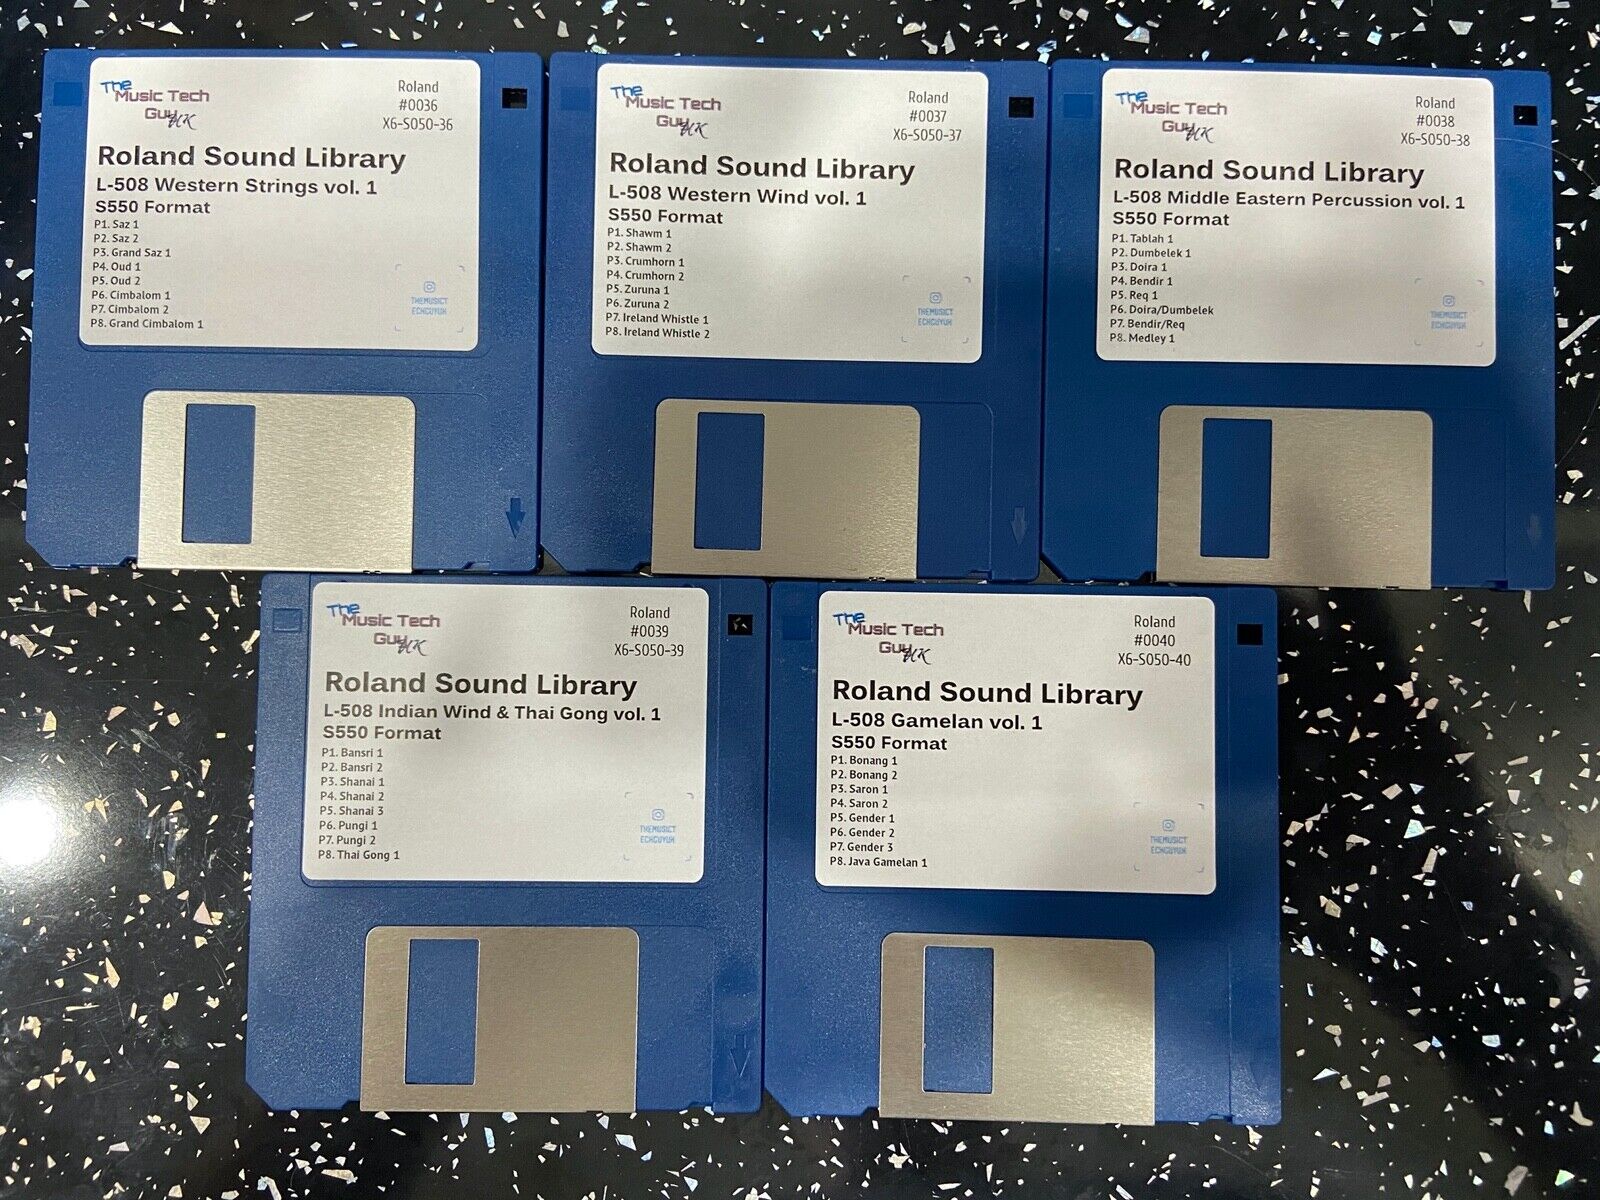 The
Music Tech
Guy UK
Roland
#0036
X6-S050-36
Roland Sound Library
L-508 Western Strings vol. 1
S550 Format
P1. Saz 1
P2. Saz 2
P3. Grand Saz 1
P4. Oud 1
P5. Oud 2
P6. Cimbalom 1
P7. Cimbalom 2
P8. Grand Cimbalom 1
THEMUSICT
ECHGUYUK
The
Music Tech
Guy UK
Roland
#0037
X6-S050-37
Roland Sound Library
L-508 Western Wind vol. 1
S550 Format
P1. Shawm 1
P2. Shawm 2
P3. Crumhorn 1
P4. Crumhorn 2
P5. Zuruna 1
P6. Zuruna 2
P7. Ireland Whistle 1
P8. Ireland Whistle 2
THEMUSICT
ECHGUYUK
The
Music Tech
Guy UK
Roland
#0038
X6-S050-38
Roland Sound Library
L-508 Middle Eastern Percussion vol. 1
S550 Format
P1. Tablah 1
P2. Dumbelek 1
P3. Doira 1
P4. Bendir 1
P5. Req 1
P6. Doira/Dumbelek
P7. Bendir/Req
P8. Medley 1
THEMUSICT
ECHGUYUK
The
Music Tech
Guy UK
Roland
#0039
X6-S050-39
Roland Sound Library
L-508 Indian Wind & Thai Gong vol. 1
S550 Format
P1. Bansri 1
P2. Bansri 2
P3. Shanai 1
P4. Shanai 2
P5. Shanai 3
P6. Pungi 1
P7. Pungi 2
P8. Thai Gong 1
THEMUSICT
ECHGUYUK
The
Music Tech
Guy UK
Roland
#0040
X6-S050-40
Roland Sound Library
L-508 Gamelan vol. 1
S550 Format
P1. Bonang 1
P2. Bonang 2
P3. Saron 1
P4. Saron 2
P5. Gender 1
P6. Gender 2
P7. Gender 3
P8. Java Gamelan 1
THEMUSICT
ECHGUYUK